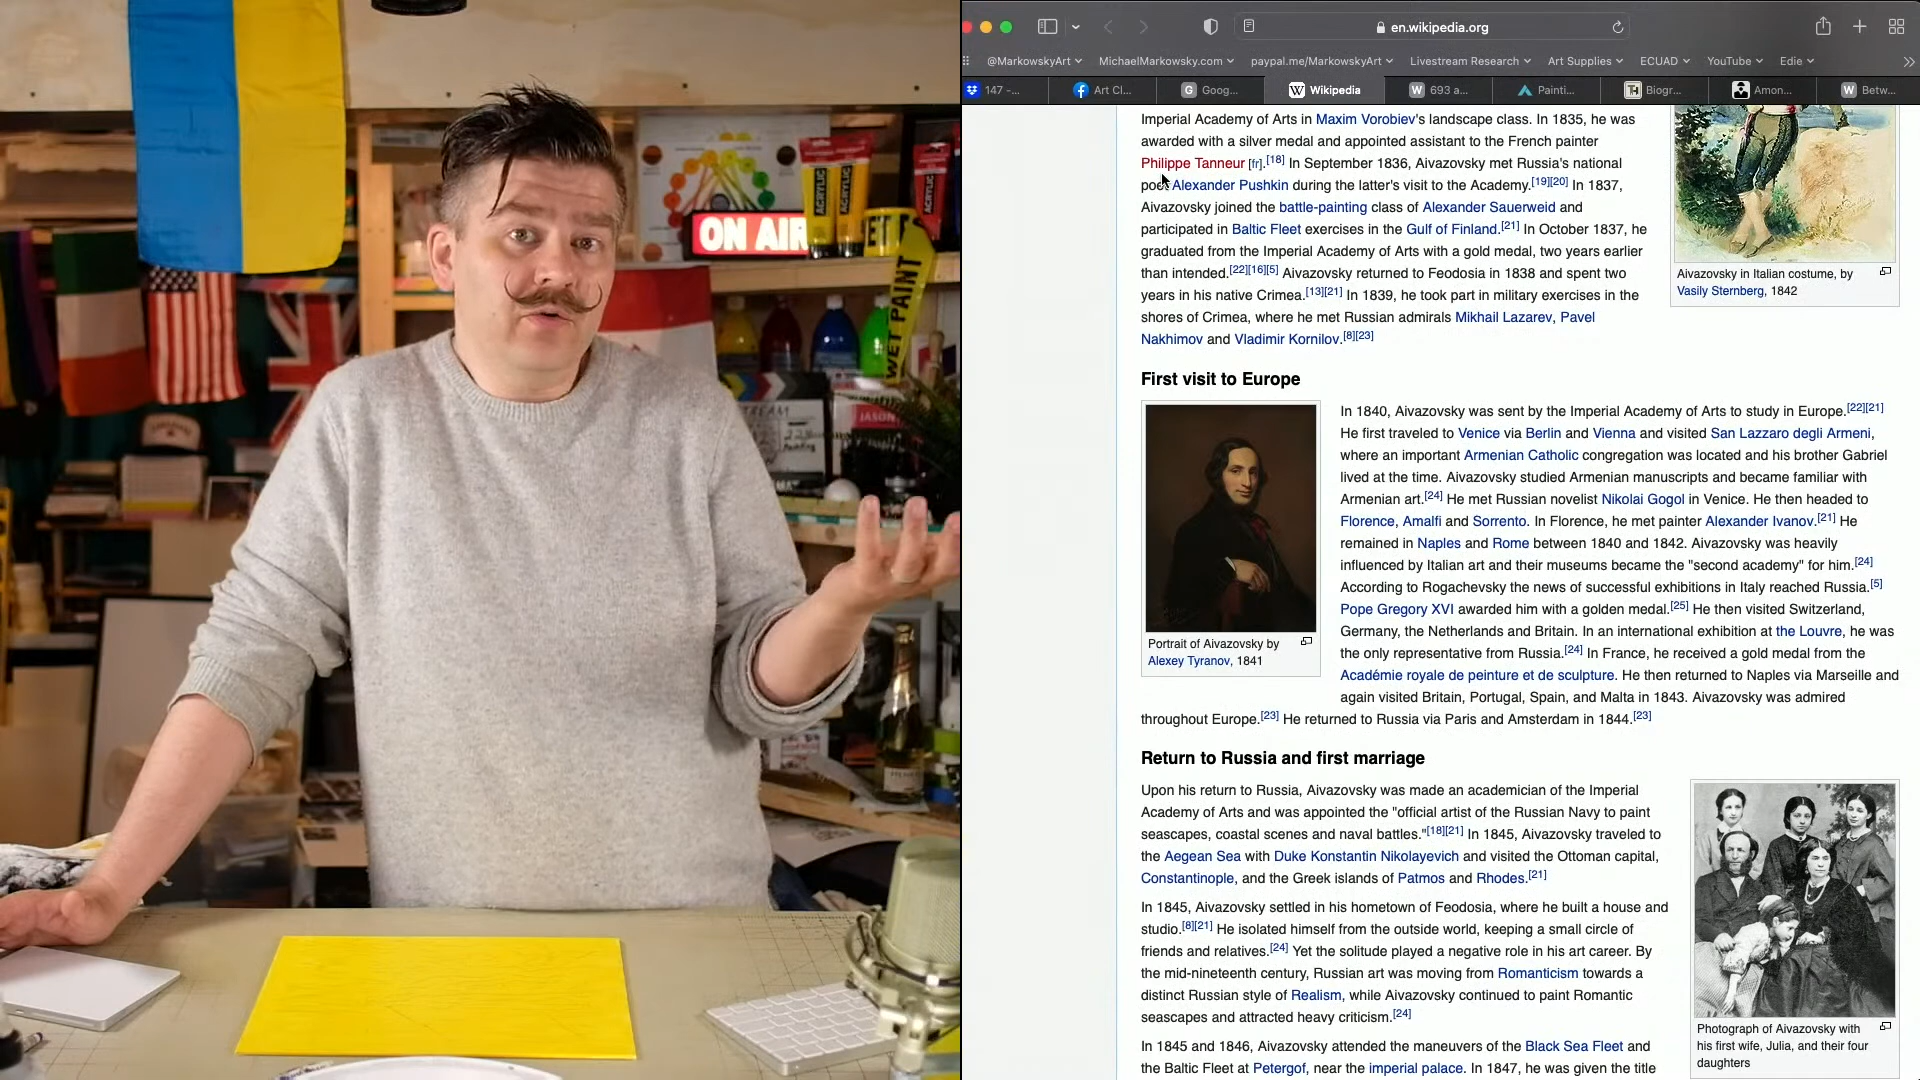 ON AIR
ACRYLIC
ACRYLIC
ACRYLIC
WET PAINT
JASON
en.wikipedia.org
@MarkowskyArt
MichaelMarkowsky.com
paypal.me/MarkowskyArt
Livestream Research
Art Supplies
ECUAD
YouTube
Edie
147 -...
Art Cl...
Goog...
Wikipedia
693 a...
Painti...
Biogr...
Amon...
Betw...
Imperial Academy of Arts in Maxim Vorobiev's landscape class. In 1835, he was
awarded with a silver medal and appointed assistant to the French painter
Philippe Tanneur [fr].[18] In September 1836, Aivazovsky met Russia's national
poet Alexander Pushkin during the latter's visit to the Academy.[19][20] In 1837,
Aivazovsky joined the battle-painting class of Alexander Sauerweid and
participated in Baltic Fleet exercises in the Gulf of Finland.[21] In October 1837, he
graduated from the Imperial Academy of Arts with a gold medal, two years earlier
than intended.[22][16][5] Aivazovsky returned to Feodosia in 1838 and spent two
years in his native Crimea.[13][21] In 1839, he took part in military exercises in the
shores of Crimea, where he met Russian admirals Mikhail Lazarev, Pavel
Nakhimov and Vladimir Kornilov.[8][23]
Aivazovsky in Italian costume, by
Vasily Sternberg, 1842
First visit to Europe
In 1840, Aivazovsky was sent by the Imperial Academy of Arts to study in Europe.[22][21]
He first traveled to Venice via Berlin and Vienna and visited San Lazzaro degli Armeni,
where an important Armenian Catholic congregation was located and his brother Gabriel
lived at the time. Aivazovsky studied Armenian manuscripts and became familiar with
Armenian art.[24] He met Russian novelist Nikolai Gogol in Venice. He then headed to
Florence, Amalfi and Sorrento. In Florence, he met painter Alexander Ivanov.[21] He
remained in Naples and Rome between 1840 and 1842. Aivazovsky was heavily
influenced by Italian art and their museums became the "second academy" for him.[24]
According to Rogachevsky the news of successful exhibitions in Italy reached Russia.[5]
Pope Gregory XVI awarded him with a golden medal.[25] He then visited Switzerland,
Germany, the Netherlands and Britain. In an international exhibition at the Louvre, he was
the only representative from Russia.[24] In France, he received a gold medal from the
Académie royale de peinture et de sculpture. He then returned to Naples via Marseille and
again visited Britain, Portugal, Spain, and Malta in 1843. Aivazovsky was admired
throughout Europe.[23] He returned to Russia via Paris and Amsterdam in 1844.[23]
Portrait of Aivazovsky by
Alexey Tyranov, 1841
Return to Russia and first marriage
Upon his return to Russia, Aivazovsky was made an academician of the Imperial
Academy of Arts and was appointed the "official artist of the Russian Navy to paint
seascapes, coastal scenes and naval battles."[18][21] In 1845, Aivazovsky traveled to
the Aegean Sea with Duke Konstantin Nikolayevich and visited the Ottoman capital,
Constantinople, and the Greek islands of Patmos and Rhodes.[21]
In 1845, Aivazovsky settled in his hometown of Feodosia, where he built a house and
studio.[8][21] He isolated himself from the outside world, keeping a small circle of
friends and relatives.[24] Yet the solitude played a negative role in his art career. By
the mid-nineteenth century, Russian art was moving from Romanticism towards a
distinct Russian style of Realism, while Aivazovsky continued to paint Romantic
seascapes and attracted heavy criticism.[24]
In 1845 and 1846, Aivazovsky attended the maneuvers of the Black Sea Fleet and
the Baltic Fleet at Petergof, near the imperial palace. In 1847, he was given the title
Photograph of Aivazovsky with
his first wife, Julia, and their four
daughters